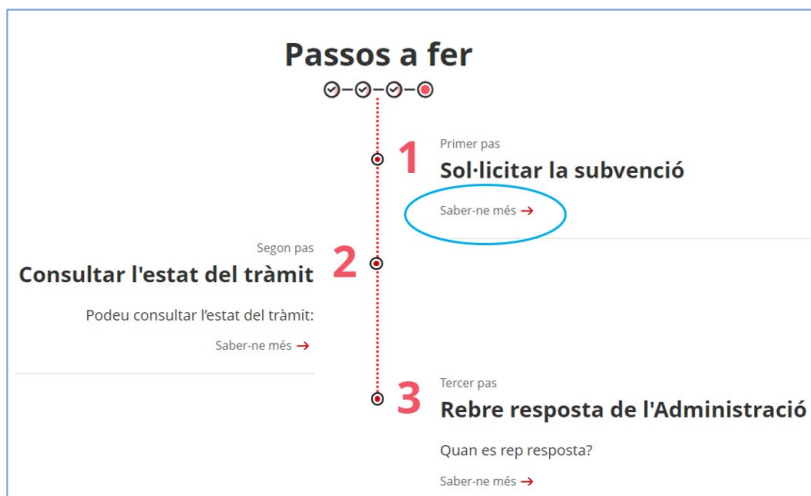 Passos a fer
1
Primer pas
Sol·licitar la subvenció
Saber-ne més →
Segon pas
2
Consultar l'estat del tràmit
Podeu consultar l’estat del tràmit:
Saber-ne més →
3
Tercer pas
Rebre resposta de l'Administració
Quan es rep resposta?
Saber-ne més →